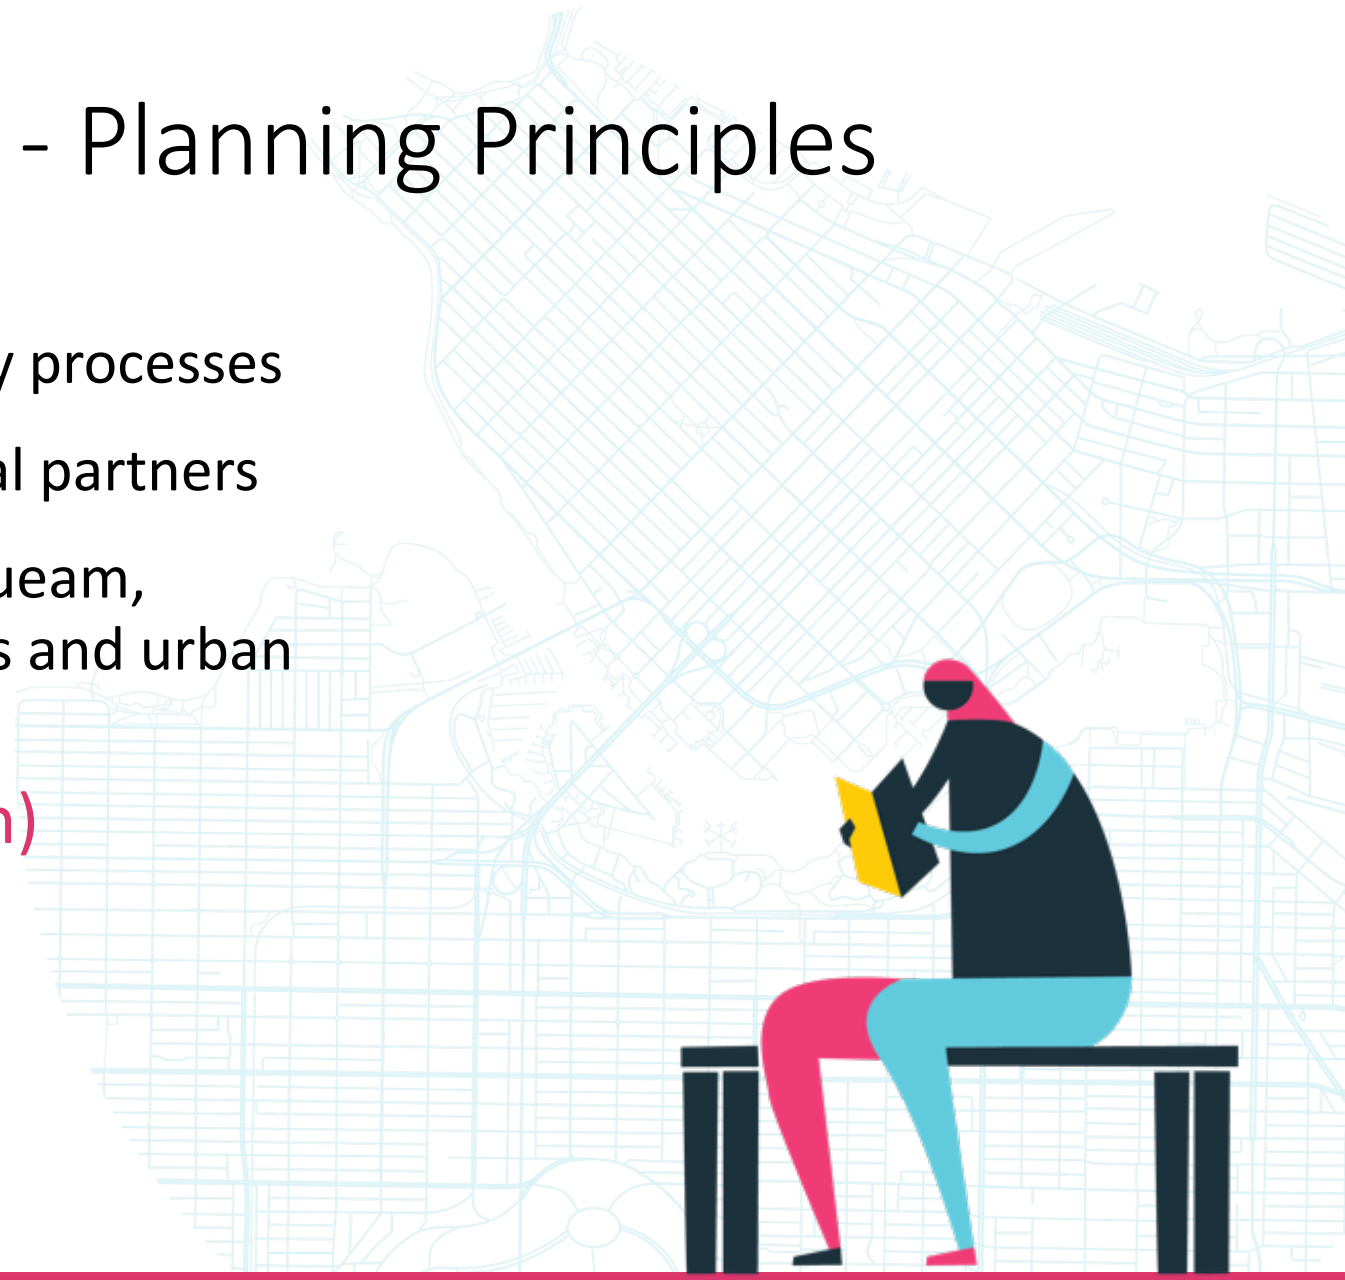 - Planning Principles
y processes
al partners
ueam,
s and urban
n)